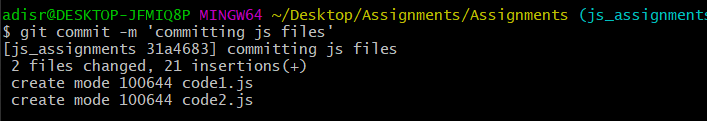 adisr@DESKTOP-JFMIQ8P MINGW64 ~/Desktop/Assignments/Assignments (js_assignments
$ git commit -m 'committing js files'
[js_assignments 31a4683] committing js files
 2 files changed, 21 insertions(+)
 create mode 100644 code1.js
 create mode 100644 code2.js